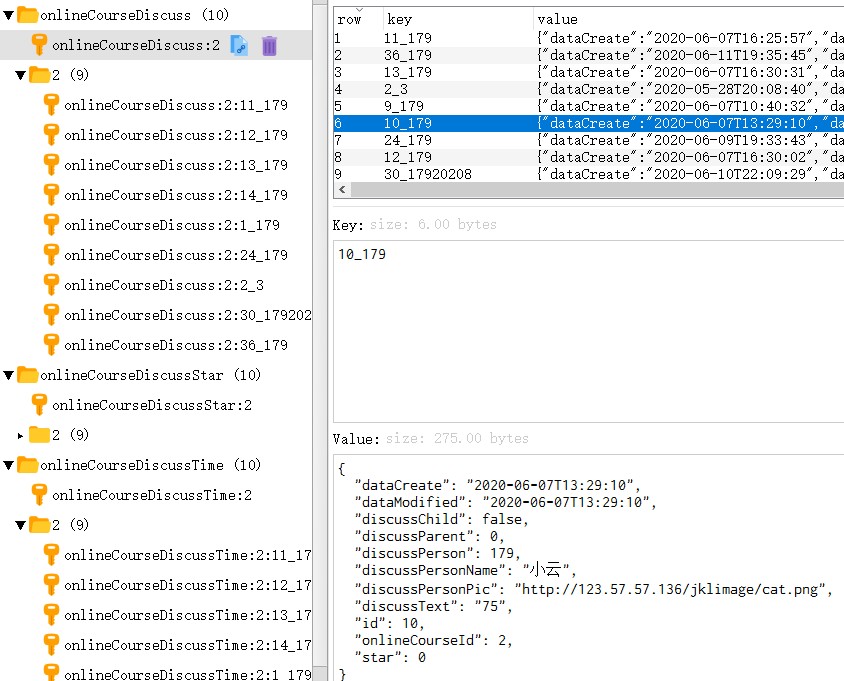 onlineCourseDiscuss (10)
onlineCourseDiscuss:2
2 (9)
onlineCourseDiscuss:2:11_179
onlineCourseDiscuss:2:12_179
onlineCourseDiscuss:2:13_179
onlineCourseDiscuss:2:14_179
onlineCourseDiscuss:2:1_179
onlineCourseDiscuss:2:24_179
onlineCourseDiscuss:2:2_3
onlineCourseDiscuss:2:30_179202
onlineCourseDiscuss:2:36_179
onlineCourseDiscussStar (10)
onlineCourseDiscussStar:2
2 (9)
onlineCourseDiscussTime (10)
onlineCourseDiscussTime:2
2 (9)
onlineCourseDiscussTime:2:11_17
onlineCourseDiscussTime:2:12_17
onlineCourseDiscussTime:2:13_17
onlineCourseDiscussTime:2:14_17
onlineCourseDiscussTime:2:1_179
row key value
1 11_179 {"dataCreate":"2020-06-07T16:25:57","da
2 36_179 {"dataCreate":"2020-06-11T19:35:45","da
3 13_179 {"dataCreate":"2020-06-07T16:30:31","da
4 2_3 {"dataCreate":"2020-05-28T20:08:40","da
5 9_179 {"dataCreate":"2020-06-07T10:40:32","da
6 10_179 {"dataCreate":"2020-06-07T13:29:10","da
7 24_179 {"dataCreate":"2020-06-09T19:33:43","da
8 12_179 {"dataCreate":"2020-06-07T16:30:02","da
9 30_17920208 {"dataCreate":"2020-06-10T22:09:29","da
Key: size: 6.00 bytes
10_179
Value: size: 275.00 bytes
{
"dataCreate": "2020-06-07T13:29:10",
"dataModified": "2020-06-07T13:29:10",
"discussChild": false,
"discussParent": 0,
"discussPerson": 179,
"discussPersonName": "小云",
"discussPersonPic": "http://123.57.57.136/jklimage/cat.png",
"discussText": "75",
"id": 10,
"onlineCourseId": 2,
"star": 0
}